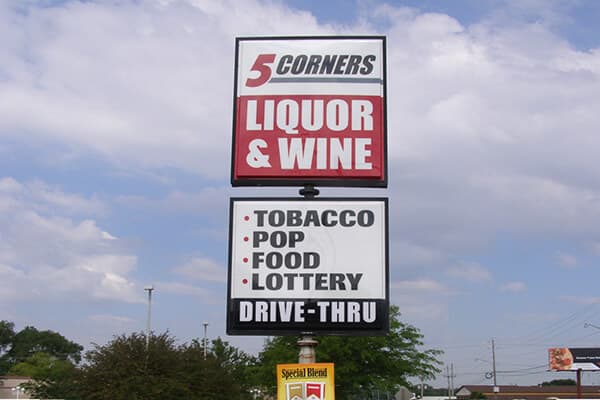 5 CORNERS
LIQUOR
& WINE
• TOBACCO
• POP
• FOOD
• LOTTERY
DRIVE-THRU
Special Blend